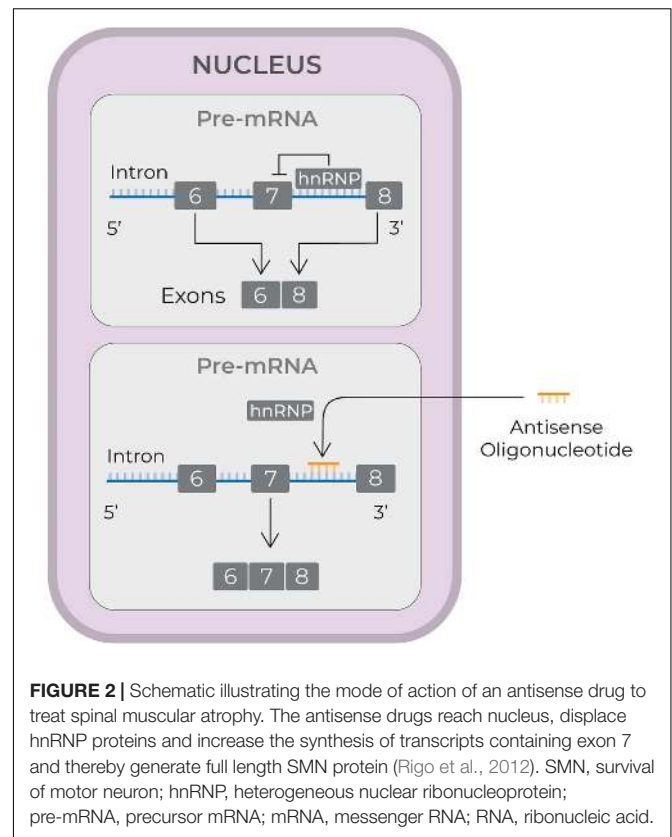 NUCLEUS
Pre-mRNA
Intron
hnRNP
6
7
8
5'
3'
Exons
6 8
Pre-mRNA
hnRNP
Antisense
Oligonucleotide
Intron
6
7
8
5'
3'
6 7 8
FIGURE 2 | Schematic illustrating the mode of action of an antisense drug to
treat spinal muscular atrophy. The antisense drugs reach nucleus, displace
hnRNP proteins and increase the synthesis of transcripts containing exon 7
and thereby generate full length SMN protein (Rigo et al., 2012). SMN, survival
of motor neuron; hnRNP, heterogeneous nuclear ribonucleoprotein;
pre-mRNA, precursor mRNA; mRNA, messenger RNA; RNA, ribonucleic acid.